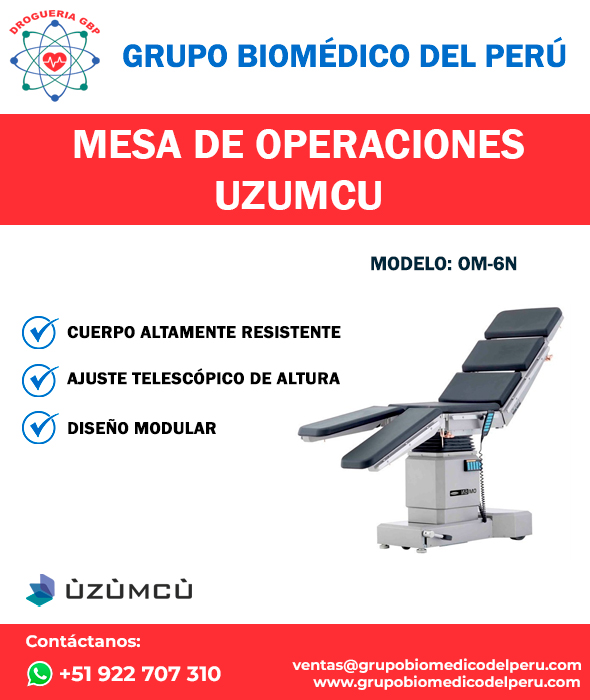 DROGUERIA GBP
GRUPO BIOMÉDICO DEL PERÚ
MESA DE OPERACIONES
UZUMCU
MODELO: OM-6N
CUERPO ALTAMENTE RESISTENTE
AJUSTE TELESCÓPICO DE ALTURA
DISEÑO MODULAR
ÙZÙMCÙ
Contáctanos:
+51 922 707 310
ventas@grupobiomedicodelperu.com
www.grupobiomedicodelperu.com